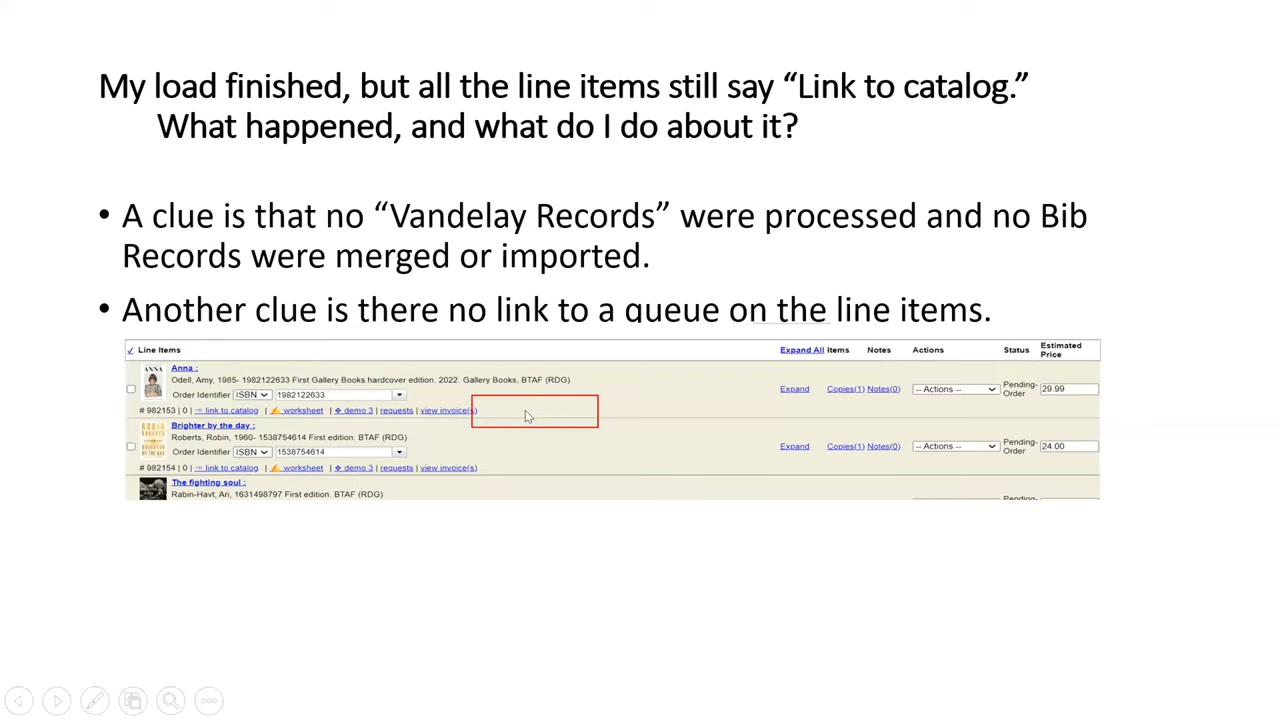 My load finished, but all the line items still say “Link to catalog.”
What happened, and what do I do about it?
• A clue is that no “Vandelay Records” were processed and no Bib
Records were merged or imported.
• Another clue is there no link to a queue on the line items.
✓ Line Items Expand All Items Notes Actions Status Estimated Price
ANNA
Anna :
Odell, Amy, 1985- 1982122633 First Gallery Books hardcover edition. 2022. Gallery Books, BTAF (RDG)
Order Identifier ISBN 1982122633 Expand Copies(1) Notes(0) -- Actions -- Pending-Order 29.99
# 982153 | 0 | link to catalog | worksheet | demo 3 | requests | view invoice(s)
Brighter by the day :
Roberts, Robin, 1960- 1538754614 First edition. BTAF (RDG)
Order Identifier ISBN 1538754614 Expand Copies(1) Notes(0) -- Actions -- Pending-Order 24.00
# 982154 | 0 | link to catalog | worksheet | demo 3 | requests | view invoice(s)
The fighting soul :
Rabin-Havt, Ari, 1631498797 First edition. BTAF (RDG) Pending-